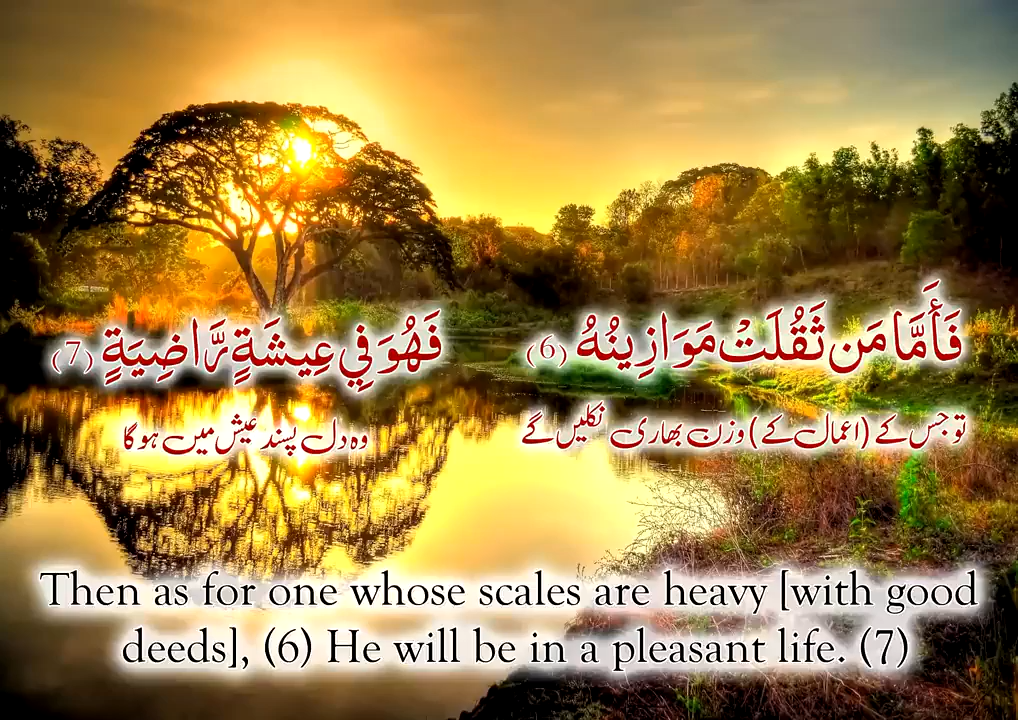 فَأَمَّا مَن ثَقُلَتْ مَوَازِينُهُ (6) فَهُوَ فِي عِيشَةٍ رَّاضِيَةٍ (7)
تو جس کے (اعمال کے) وزن بھاری نکلیں گے وہ دل پسند عیش میں ہوگا
Then as for one whose scales are heavy [with good
deeds], (6) He will be in a pleasant life. (7)